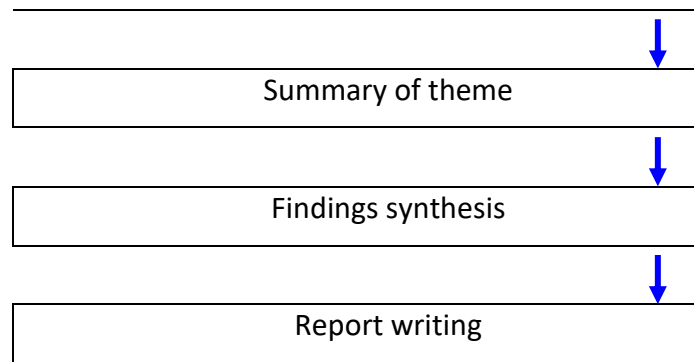 Summary of theme
Findings synthesis
Report writing